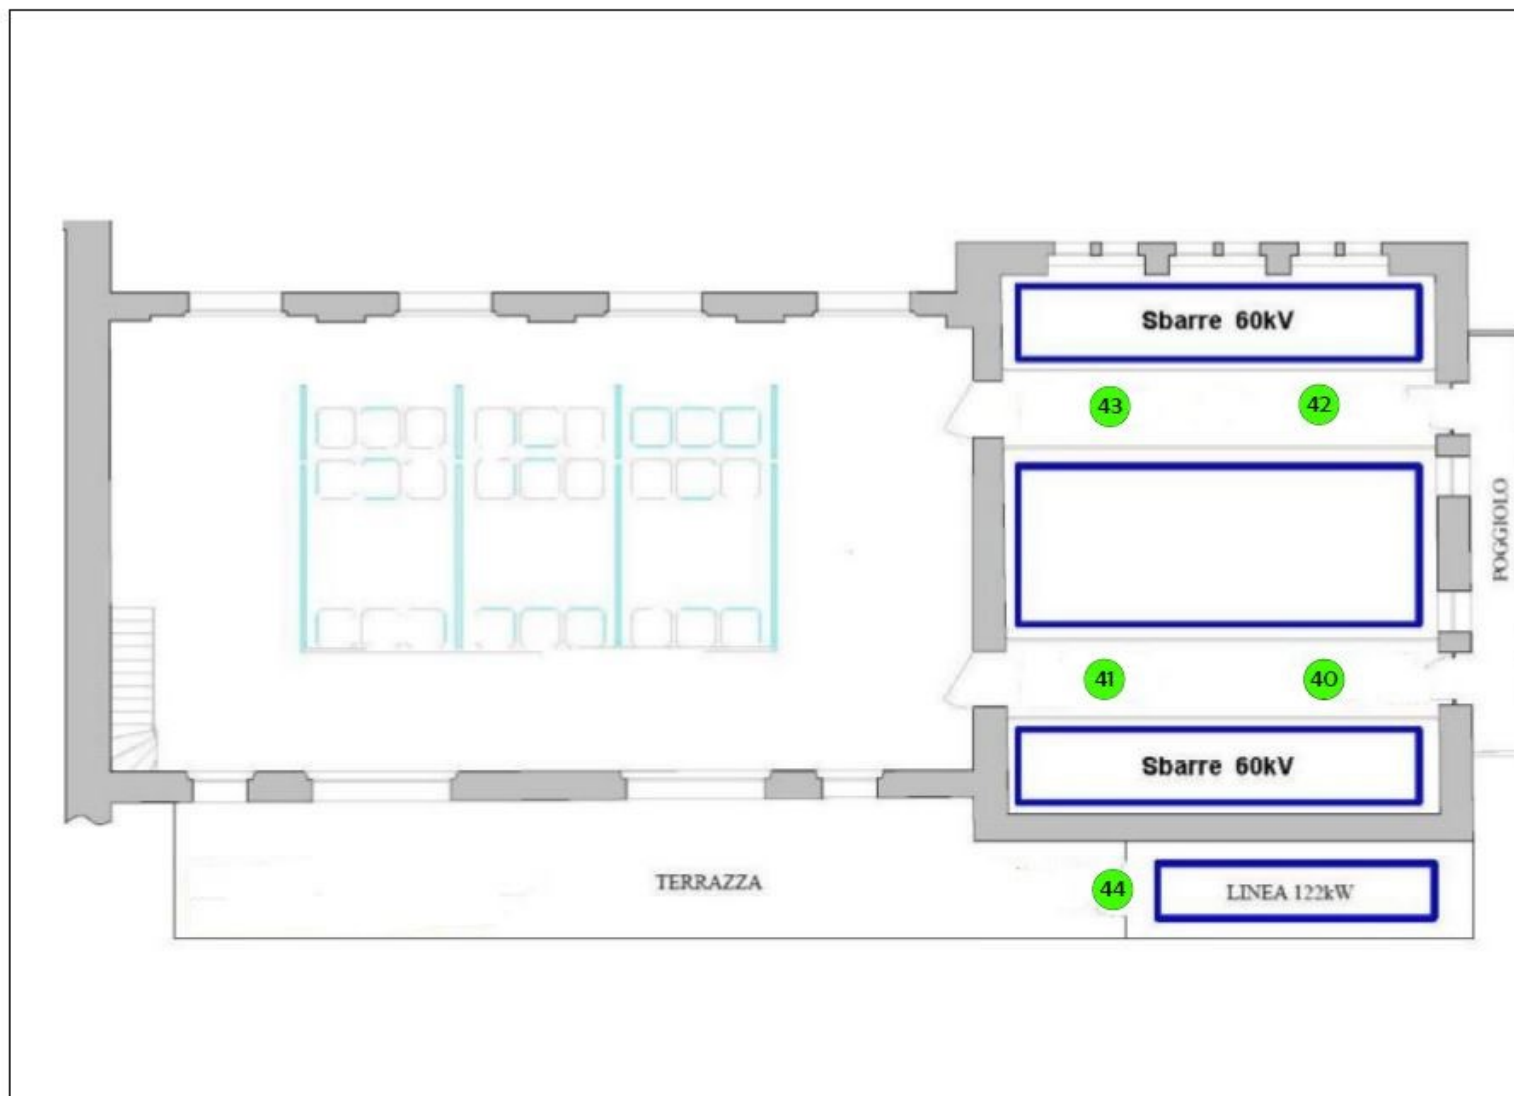 Sbarre 60kV
43
42
POGGIOLO
41
40
Sbarre 60kV
TERRAZZA
44
LINEA 122kW